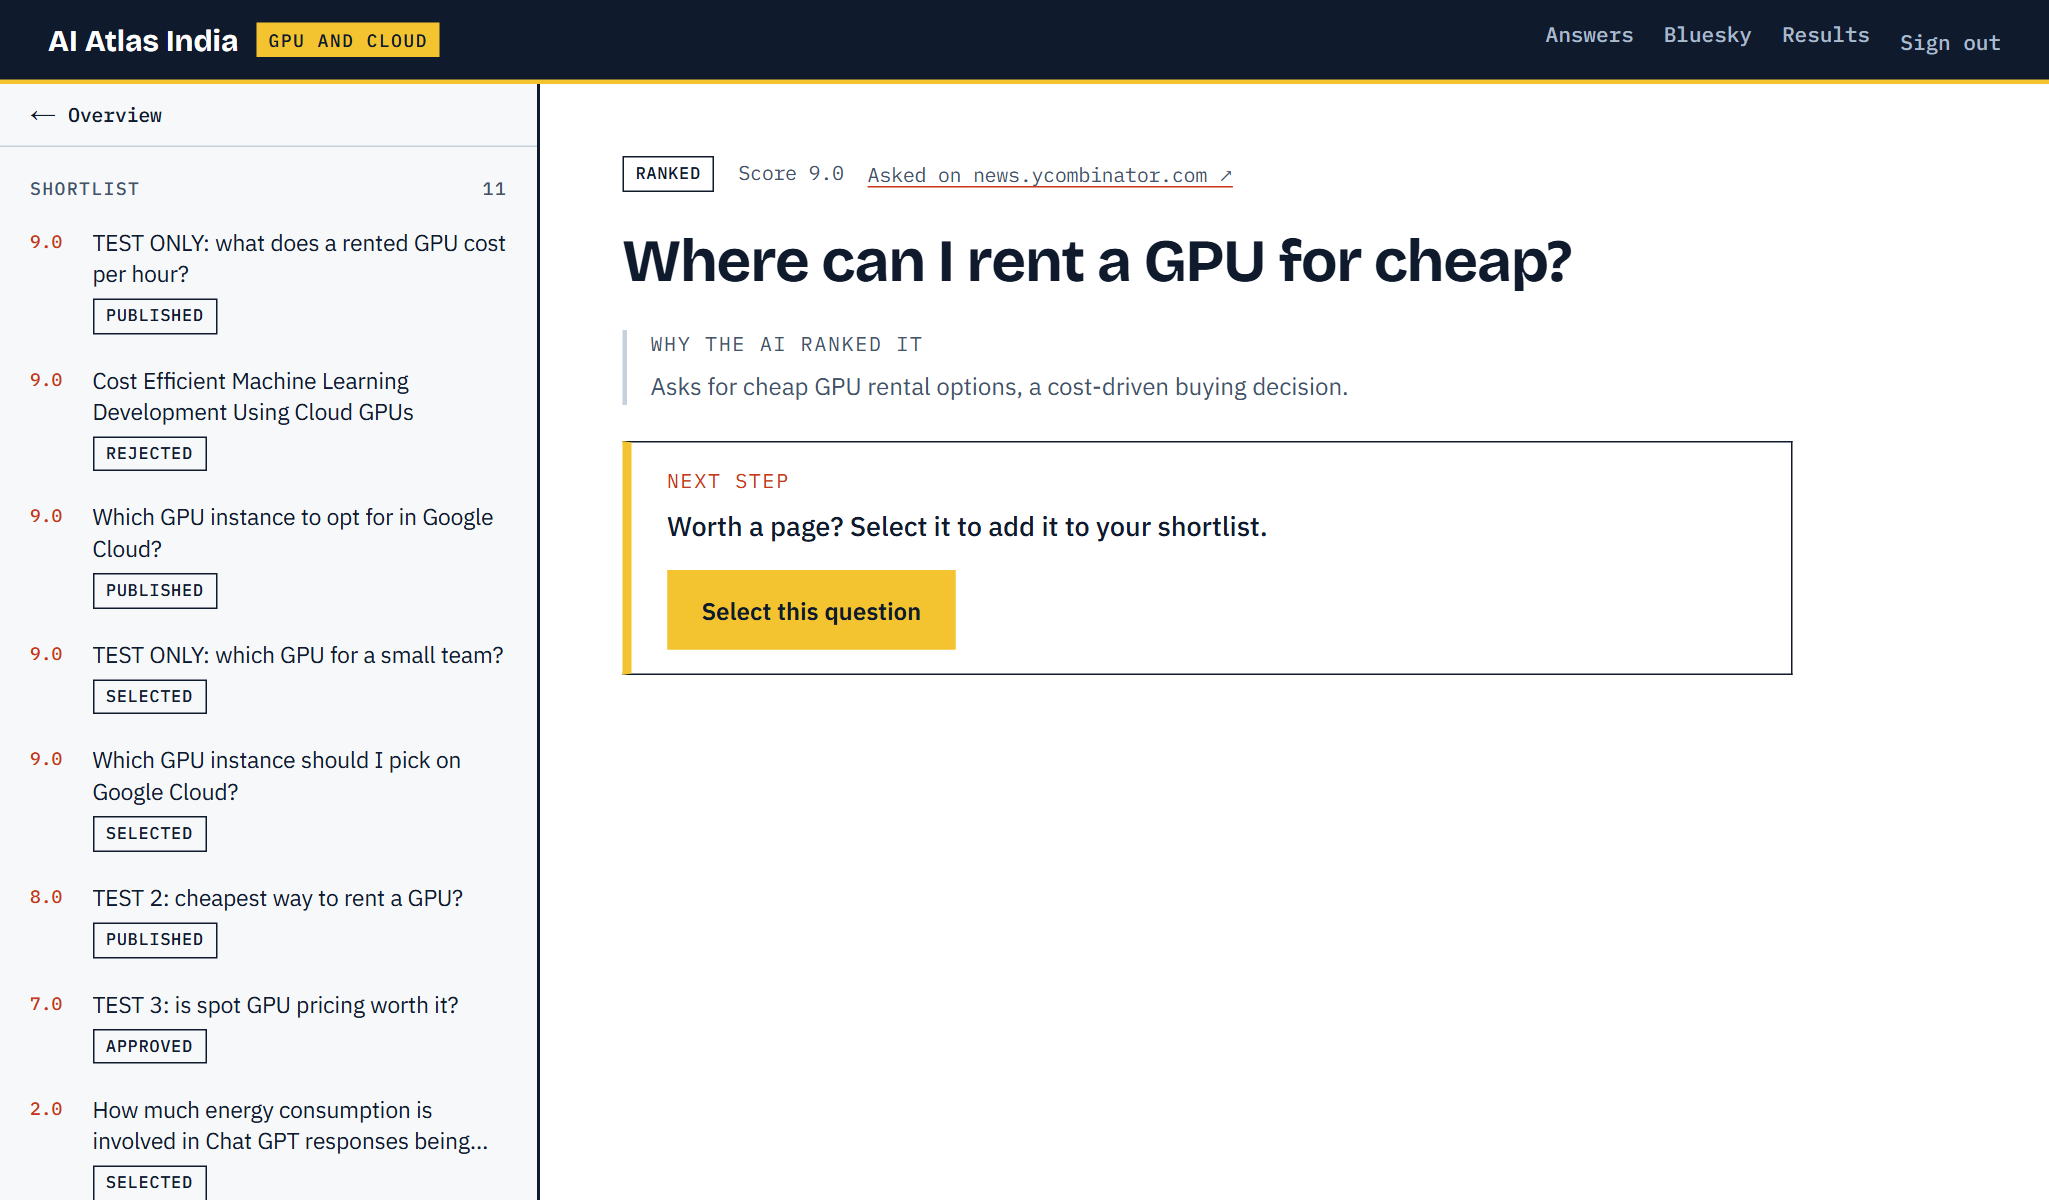 AI Atlas India
GPU AND CLOUD
Answers
Bluesky
Results
Sign out
← Overview
SHORTLIST
11
9.0
TEST ONLY: what does a rented GPU cost
per hour?
PUBLISHED
9.0
Cost Efficient Machine Learning
Development Using Cloud GPUs
REJECTED
9.0
Which GPU instance to opt for in Google
Cloud?
PUBLISHED
9.0
TEST ONLY: which GPU for a small team?
SELECTED
9.0
Which GPU instance should I pick on
Google Cloud?
SELECTED
8.0
TEST 2: cheapest way to rent a GPU?
PUBLISHED
7.0
TEST 3: is spot GPU pricing worth it?
APPROVED
2.0
How much energy consumption is
involved in Chat GPT responses being...
SELECTED
RANKED
Score 9.0
Asked on news.ycombinator.com ↗
Where can I rent a GPU for cheap?
WHY THE AI RANKED IT
Asks for cheap GPU rental options, a cost-driven buying decision.
NEXT STEP
Worth a page? Select it to add it to your shortlist.
Select this question